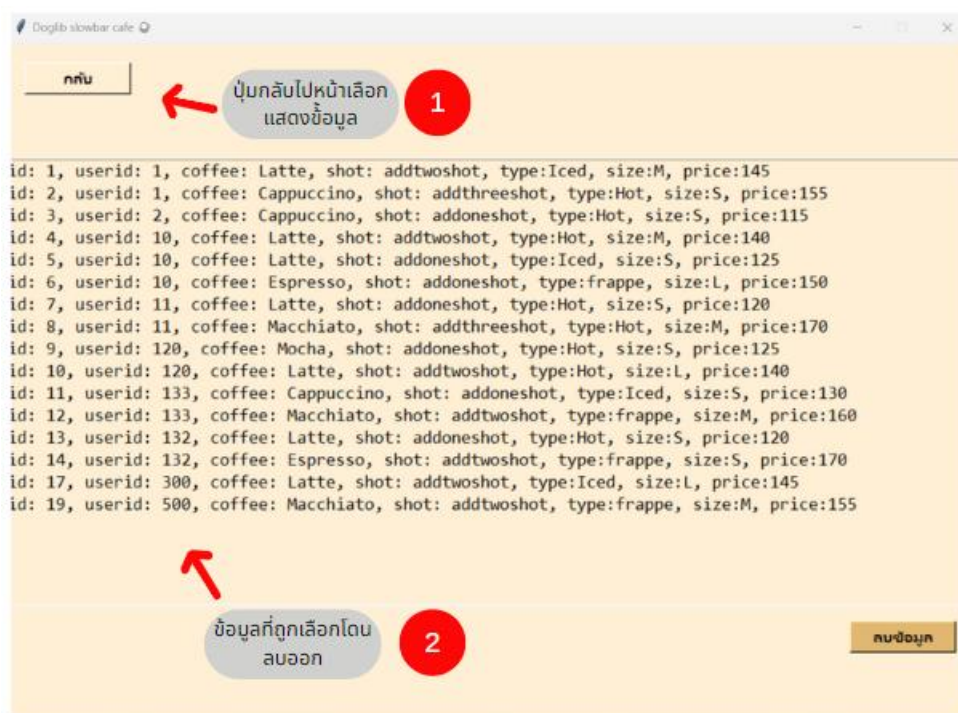 Doglib slowbar cafe
กลับ
ปุ่มกลับไปหน้าเลือก
แสดงข้อมูล
1
id: 1, userid: 1, coffee: Latte, shot: addtwoshot, type:Iced, size:M, price:145
id: 2, userid: 1, coffee: Cappuccino, shot: addthreeshot, type:Hot, size:S, price:155
id: 3, userid: 2, coffee: Cappuccino, shot: addoneshot, type:Hot, size:S, price:115
id: 4, userid: 10, coffee: Latte, shot: addtwoshot, type:Hot, size:M, price:140
id: 5, userid: 10, coffee: Latte, shot: addoneshot, type:Iced, size:S, price:125
id: 6, userid: 10, coffee: Espresso, shot: addtwoshot, type:frappe, size:L, price:150
id: 7, userid: 11, coffee: Latte, shot: addoneshot, type:Hot, size:S, price:120
id: 8, userid: 11, coffee: Macchiato, shot: addthreeshot, type:Hot, size:M, price:170
id: 9, userid: 120, coffee: Mocha, shot: addoneshot, type:Hot, size:S, price:125
id: 10, userid: 120, coffee: Latte, shot: addtwoshot, type:Hot, size:L, price:140
id: 11, userid: 133, coffee: Cappuccino, shot: addoneshot, type:Iced, size:S, price:130
id: 12, userid: 133, coffee: Macchiato, shot: addtwoshot, type:frappe, size:M, price:160
id: 13, userid: 132, coffee: Latte, shot: addoneshot, type:Hot, size:S, price:120
id: 14, userid: 132, coffee: Espresso, shot: addtwoshot, type:frappe, size:S, price:170
id: 17, userid: 300, coffee: Latte, shot: addtwoshot, type:Iced, size:L, price:145
id: 19, userid: 500, coffee: Macchiato, shot: addtwoshot, type:frappe, size:M, price:155
ข้อมูลที่ถูกเลือกโดน
ลบออก
2
ลบข้อมูล